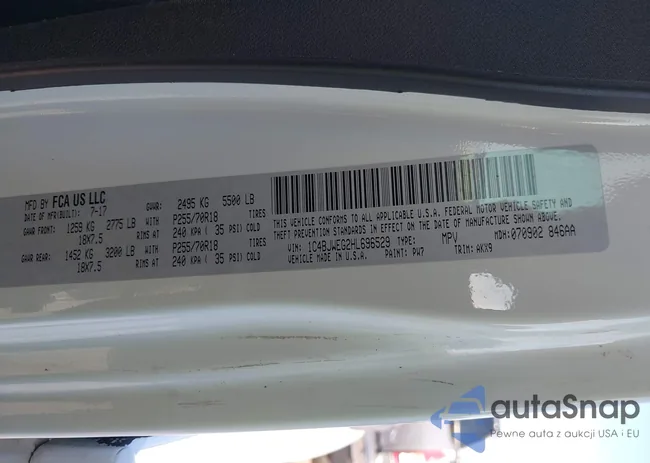 MFD BY FCA US LLC GVWR: 2495 KG 5500 LB
DATE OF MFR(BUILT): 7-17
GAWR FRONT: 1259 KG 2775 LB WITH P255/70R18 TIRES
18X7.5 RIMS AT 240 KPA ( 35 PSI) COLD
GAWR REAR: 1452 KG 3200 LB WITH P255/70R18 TIRES
18X7.5 RIMS AT 240 KPA ( 35 PSI) COLD
THIS VEHICLE CONFORMS TO ALL APPLICABLE U.S.A. FEDERAL MOTOR VEHICLE SAFETY AND
THEFT PREVENTION STANDARDS IN EFFECT ON THE DATE OF MANUFACTURE SHOWN ABOVE.
VIN: 1C4BJWEG2HL696529 TYPE: MPV MDH: 070902 846AA
VEHICLE MADE IN U.S.A. PAINT: PW7 TRIM: AKX9
autaSnap
Pewne auta z aukcji USA i EU